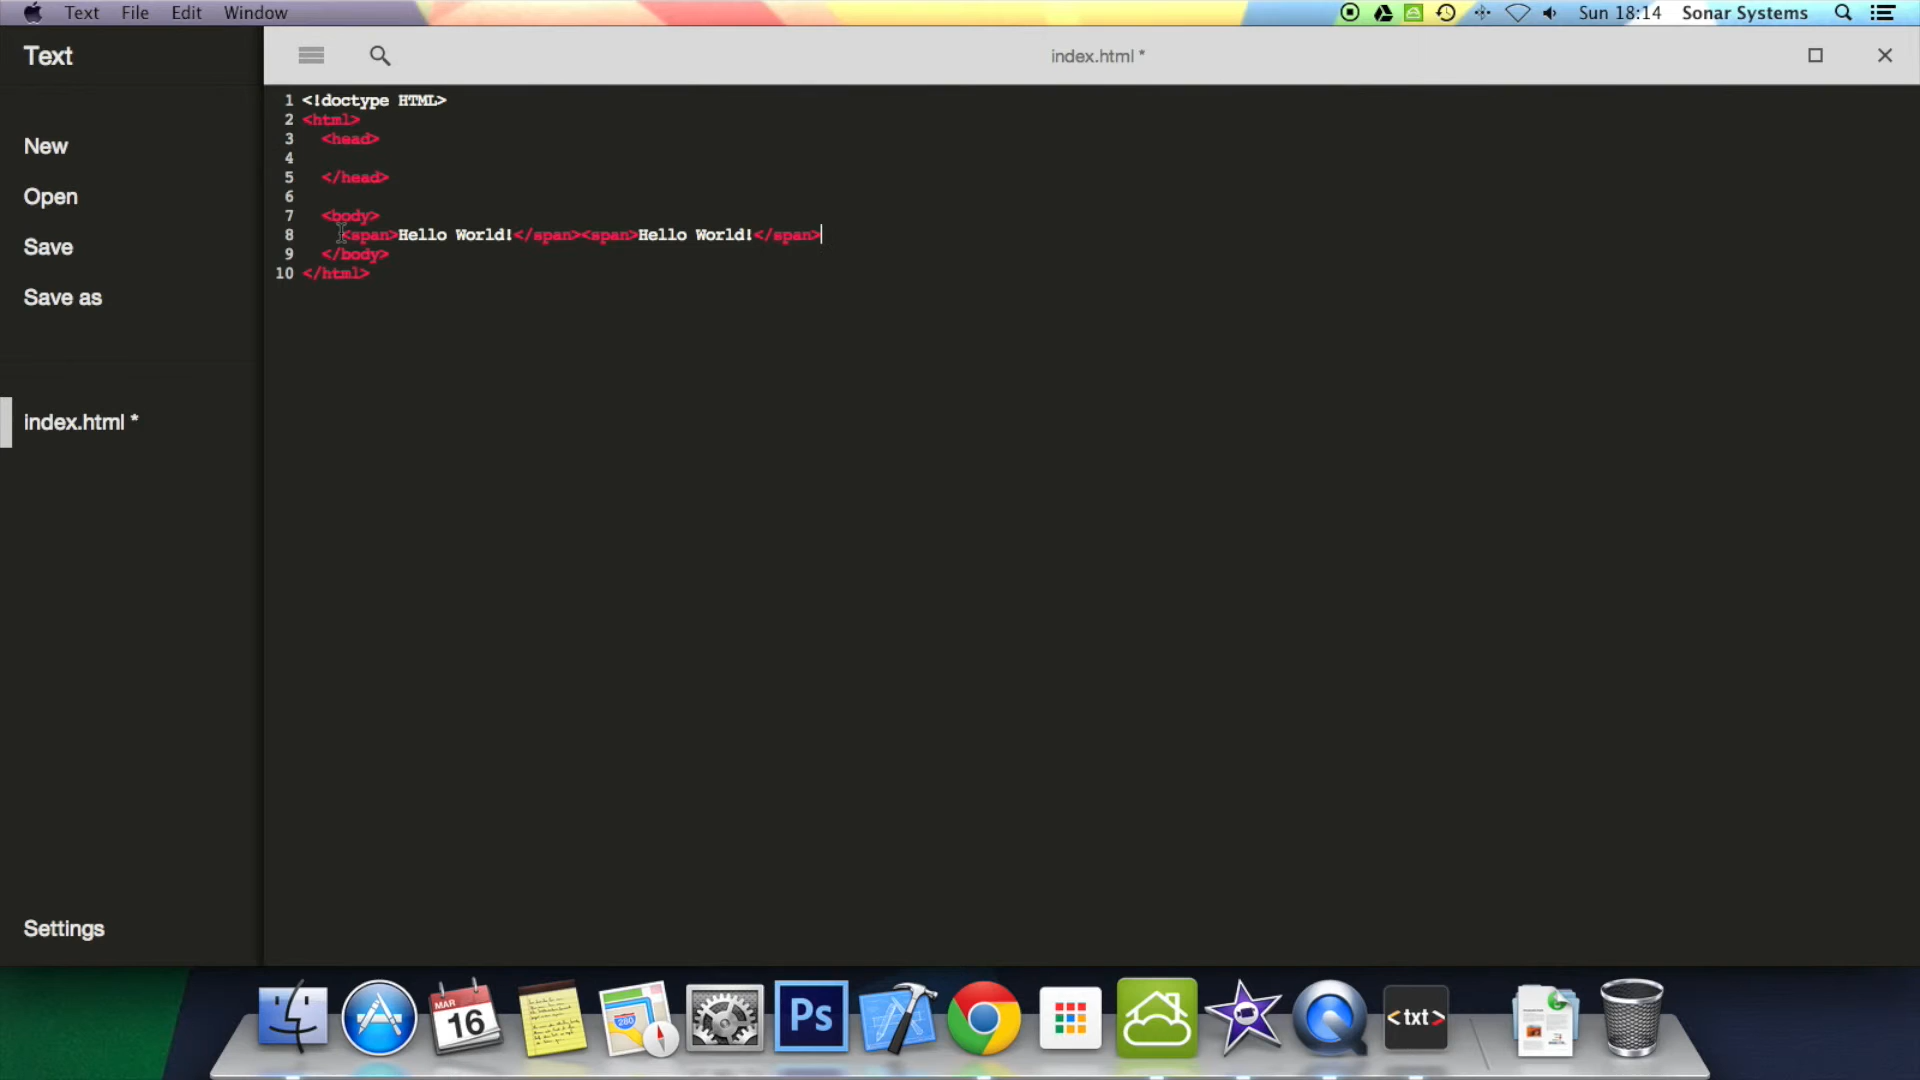 Text File Edit Window Sun 18:14 Sonar Systems
Text
index.html *
New
Open
Save
Save as
index.html *
Settings
1 <!doctype HTML>
2 <html>
3 <head>
4
5 </head>
6
7 <body>
8 <span>Hello World!</span><span>Hello World!</span>
9 </body>
10 </html>
MAR
16
280
Ps
<txt>